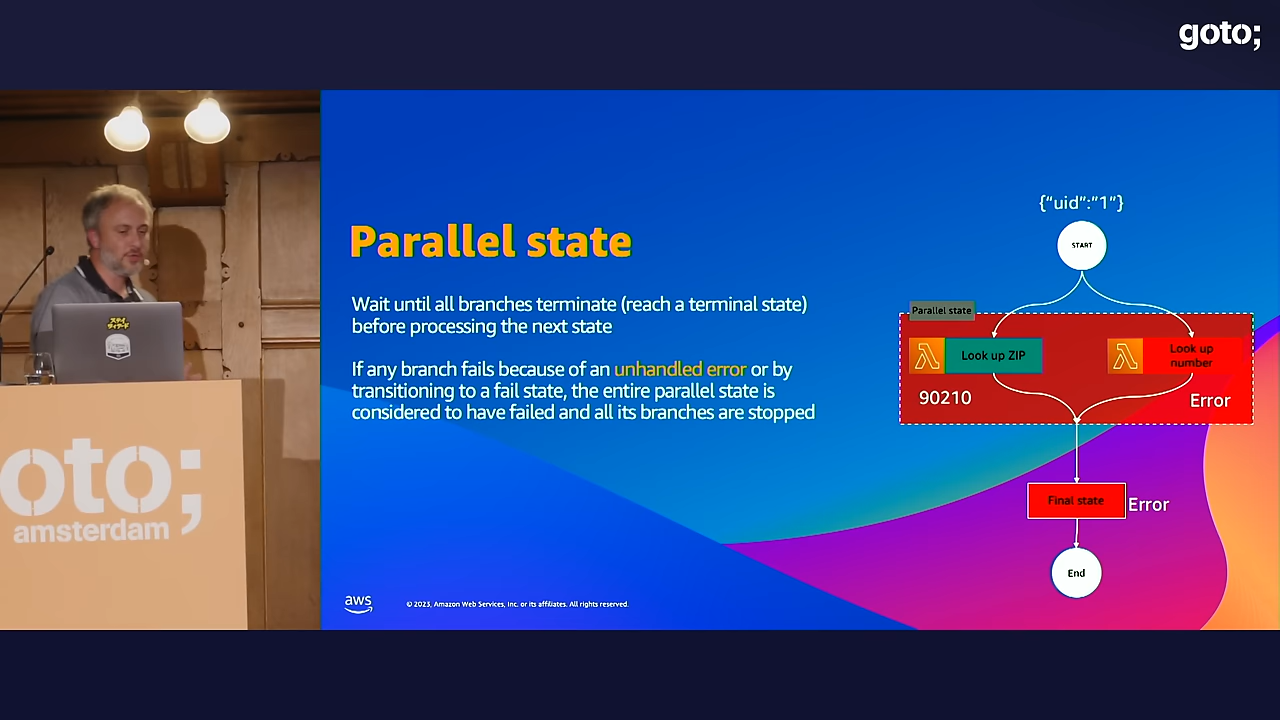 goto;
Parallel state
Wait until all branches terminate (reach a terminal state)
before processing the next state
If any branch fails because of an unhandled error or by
transitioning to a fail state, the entire parallel state is
considered to have failed and all its branches are stopped
{"uid":"1"}
START
Parallel state
Look up ZIP
Look up
number
90210
Error
Final state
Error
End
aws
© 2023, Amazon Web Services, Inc. or its affiliates. All rights reserved.
oto;
amsterdam